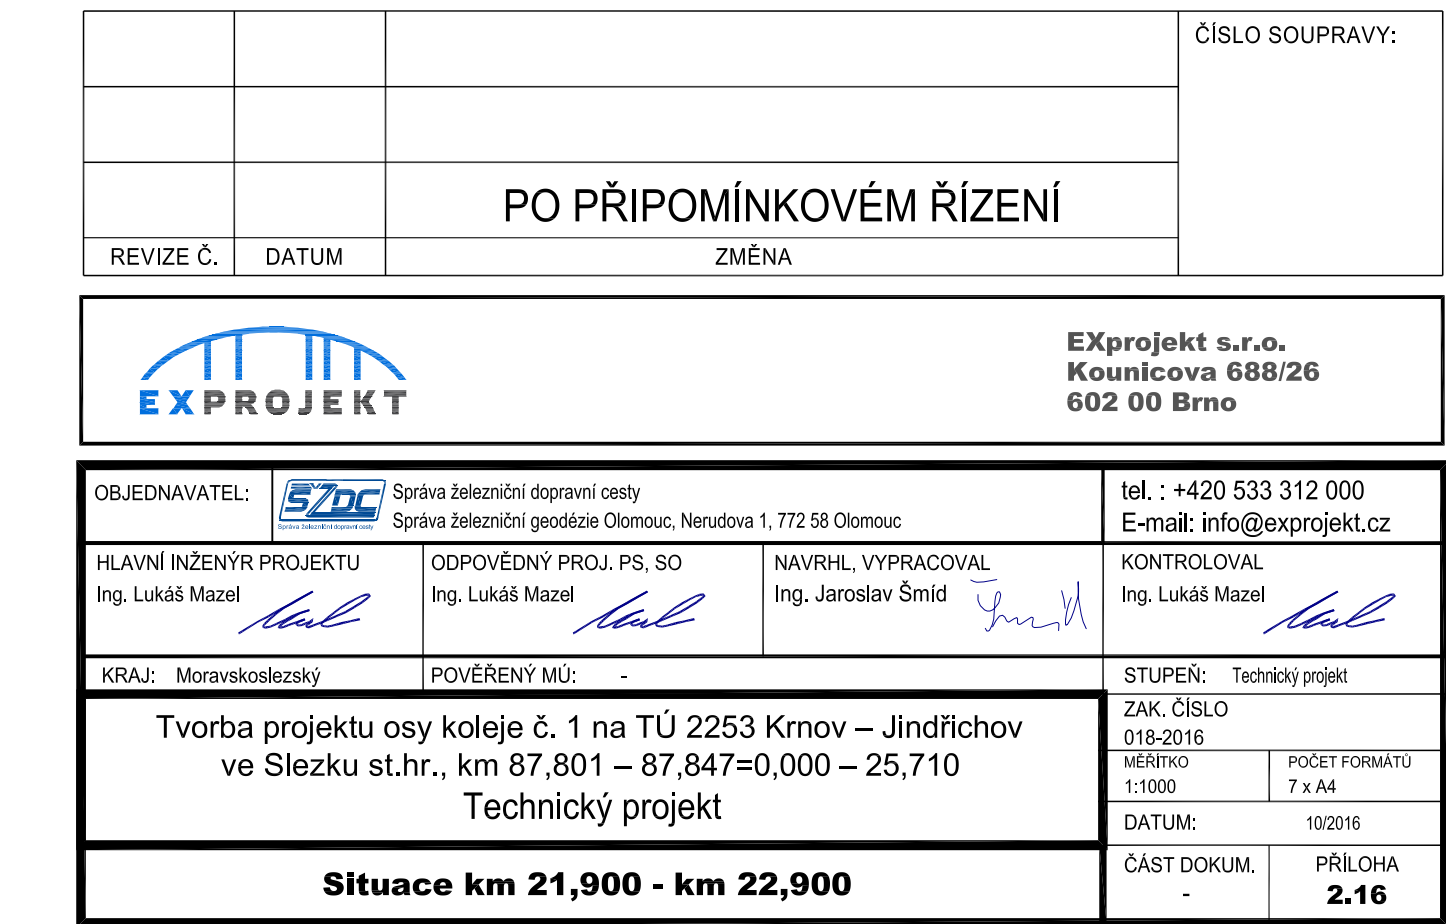 ČÍSLO SOUPRAVY:
PO PŘIPOMÍNKOVÉM ŘÍZENÍ
REVIZE Č. DATUM ZMĚNA
EXPROJEKT
EXprojekt s.r.o.
Kounicova 688/26
602 00 Brno
OBJEDNAVATEL:
SŽDC
Správa železniční dopravní cesty
Správa železniční dopravní cesty
Správa železniční geodézie Olomouc, Nerudova 1, 772 58 Olomouc
tel. : +420 533 312 000
E-mail: info@exprojekt.cz
HLAVNÍ INŽENÝR PROJEKTU
Ing. Lukáš Mazel
ODPOVĚDNÝ PROJ. PS, SO
Ing. Lukáš Mazel
NAVRHL, VYPRACOVAL
Ing. Jaroslav Šmíd
KONTROLOVAL
Ing. Lukáš Mazel
KRAJ: Moravskoslezský
POVĚŘENÝ MÚ: -
STUPEŇ: Technický projekt
Tvorba projektu osy koleje č. 1 na TÚ 2253 Krnov – Jindřichov
ve Slezku st.hr., km 87,801 – 87,847=0,000 – 25,710
Technický projekt
ZAK. ČÍSLO
018-2016
MĚŘÍTKO
1:1000
POČET FORMÁTŮ
7 x A4
DATUM: 10/2016
Situace km 21,900 - km 22,900
ČÁST DOKUM.
-
PŘÍLOHA
2.16